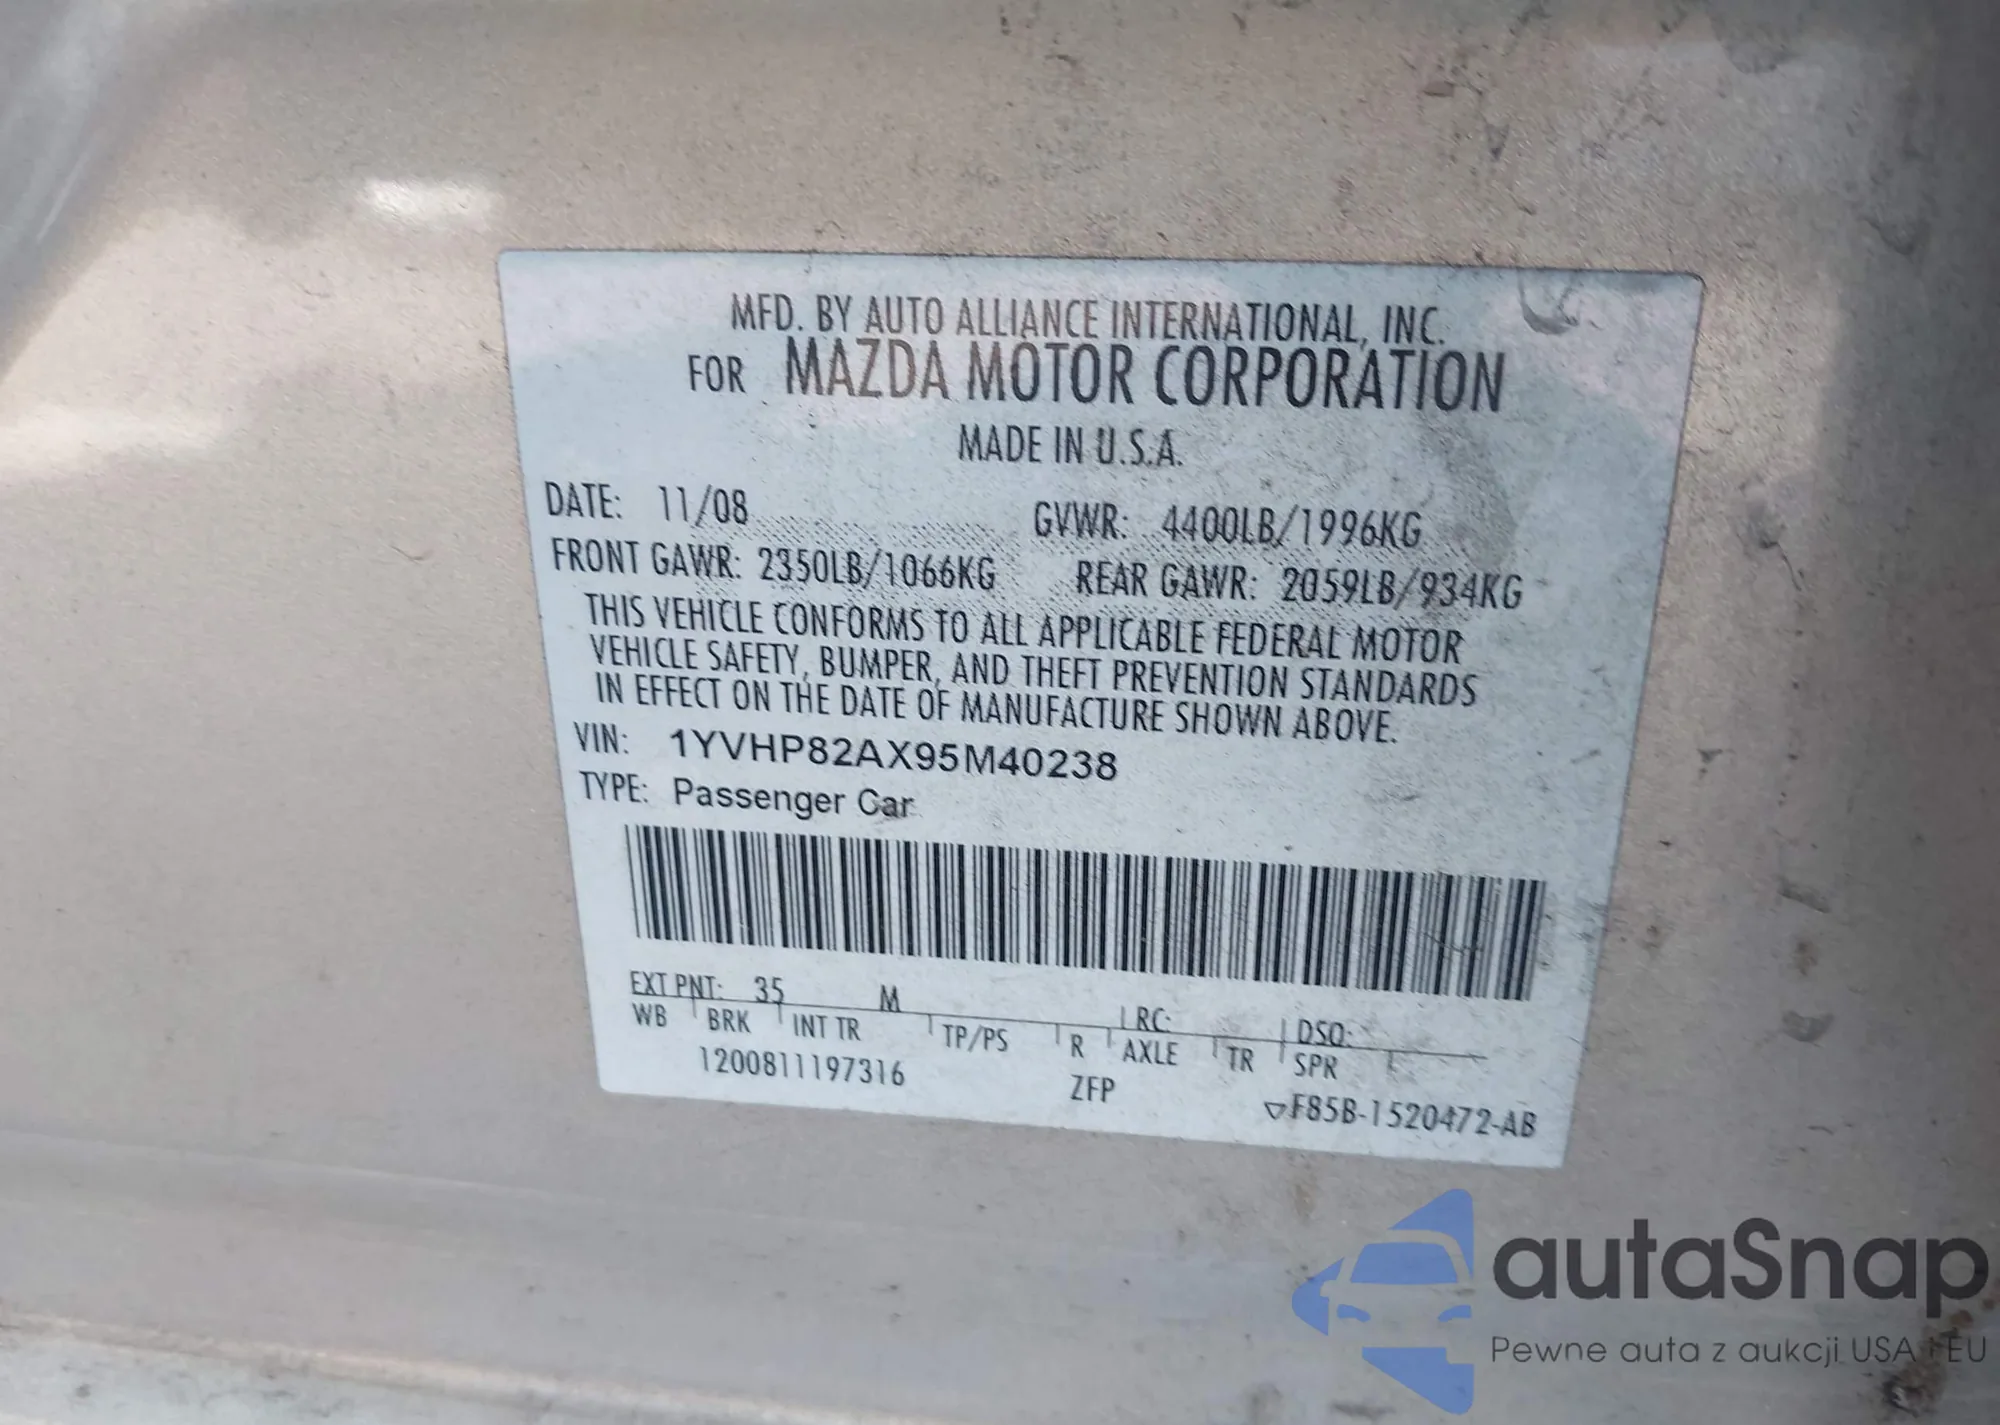 MFD. BY AUTO ALLIANCE INTERNATIONAL, INC.
FOR MAZDA MOTOR CORPORATION
MADE IN U.S.A.
DATE: 11/08 GVWR: 4400LB/1996KG
FRONT GAWR: 2350LB/1066KG REAR GAWR: 2059LB/934KG
THIS VEHICLE CONFORMS TO ALL APPLICABLE FEDERAL MOTOR
VEHICLE SAFETY, BUMPER, AND THEFT PREVENTION STANDARDS
IN EFFECT ON THE DATE OF MANUFACTURE SHOWN ABOVE.
VIN: 1YVHP82AX95M40238
TYPE: Passenger Car
EXT PNT: 35 M RC: DSO:
WB BRK INT TR TP/PS R AXLE TR SPR
1200811197316 ZFP ▽F85B-1520472-AB
autaSnap
Pewne auta z aukcji USA i EU